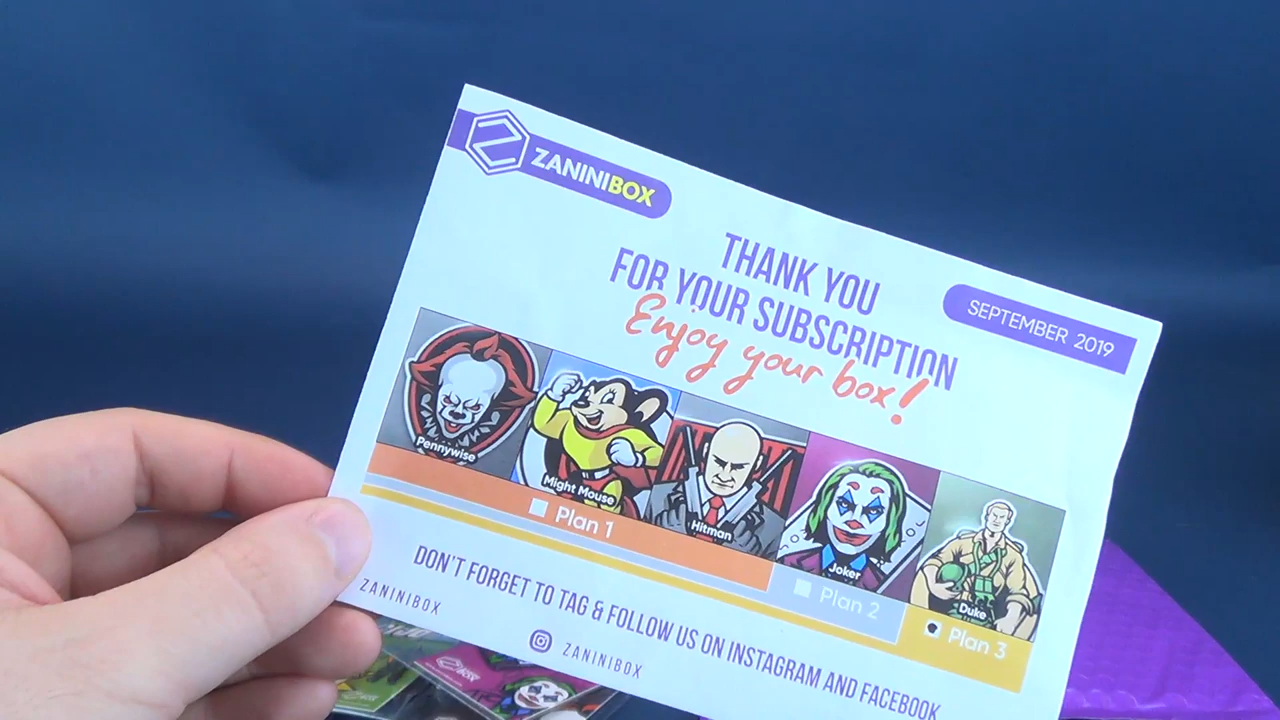 ZANINIBOX
THANK YOU
FOR YOUR SUBSCRIPTION
Enjoy your box!
SEPTEMBER 2019
Pennywise
Might Mouse
Hitman
Joker
Duke
Plan 1
Plan 2
Plan 3
DON'T FORGET TO TAG & FOLLOW US ON INSTAGRAM AND FACEBOOK
ZANINIBOX
ZANINIBOX